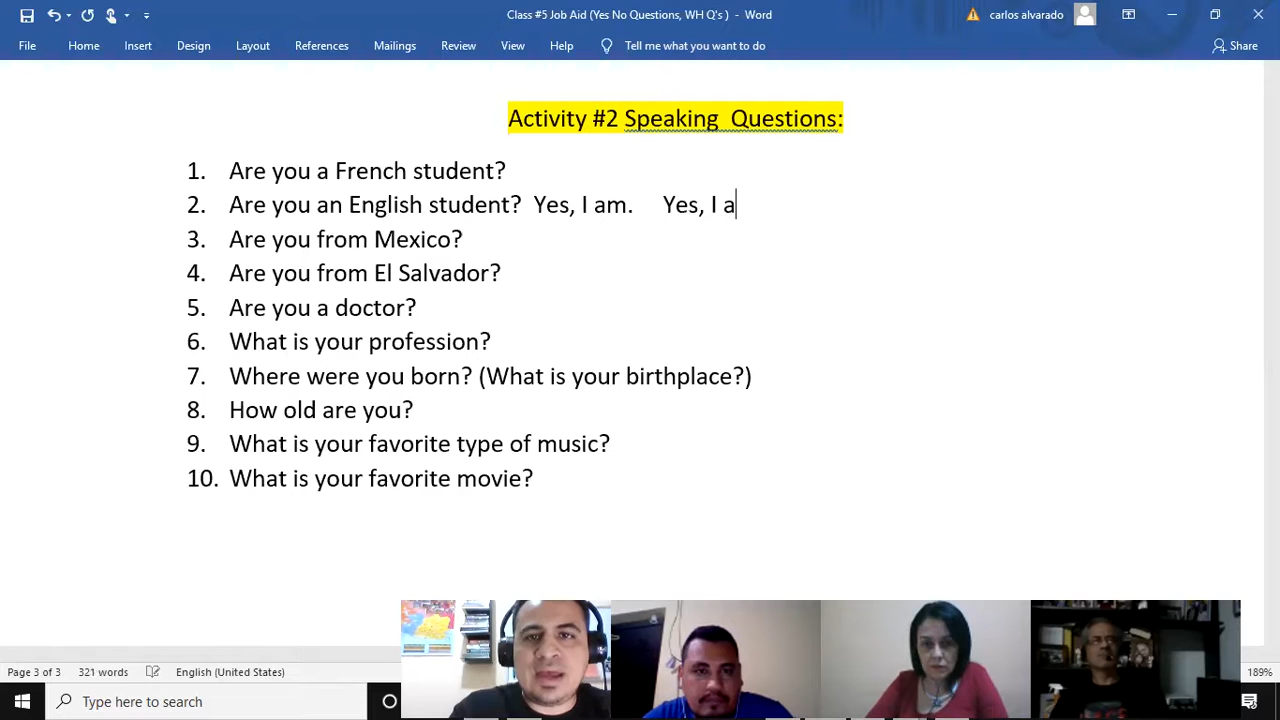 Class #5 Job Aid (Yes No Questions, WH Q's ) - Word
carlos alvarado
File Home Insert Design Layout References Mailings Review View Help Tell me what you want to do Share
Activity #2 Speaking Questions:
1. Are you a French student?
2. Are you an English student? Yes, I am. Yes, I a
3. Are you from Mexico?
4. Are you from El Salvador?
5. Are you a doctor?
6. What is your profession?
7. Where were you born? (What is your birthplace?)
8. How old are you?
9. What is your favorite type of music?
10. What is your favorite movie?
Page 3 of 3 321 words English (United States) 189%
Type here to search